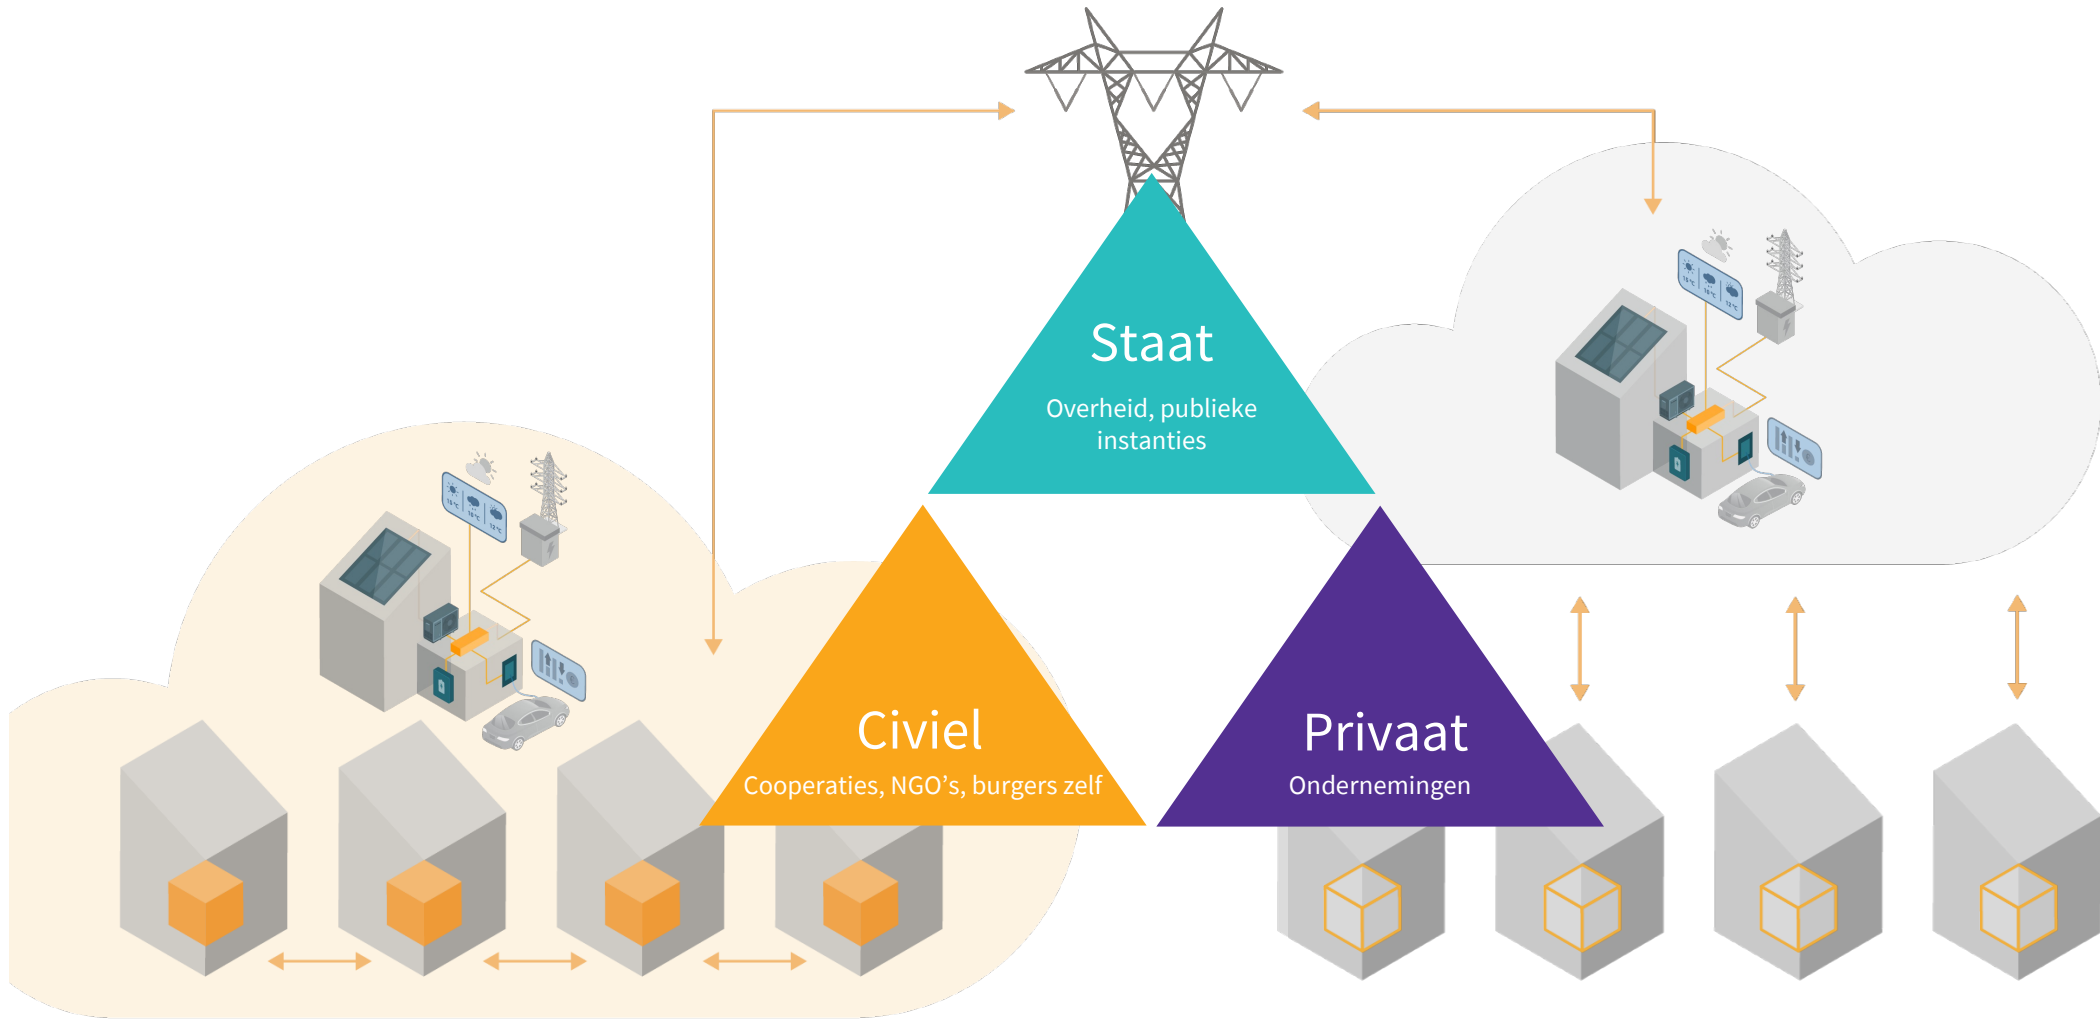 Staat
Overheid, publieke
instanties
Civiel
Cooperaties, NGO's, burgers zelf
Privaat
Ondernemingen